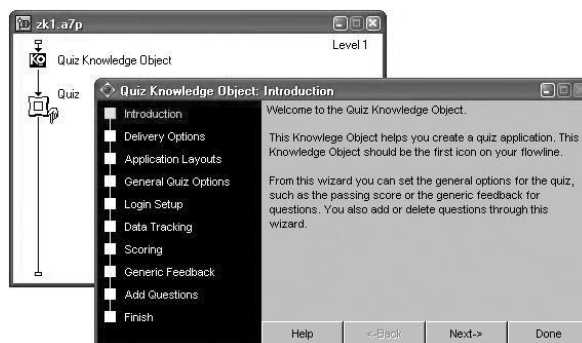 zk1.a7p
Level 1
KO Quiz Knowledge Object
Quiz
Quiz Knowledge Object: Introduction
Introduction
Delivery Options
Application Layouts
General Quiz Options
Login Setup
Data Tracking
Scoring
Generic Feedback
Add Questions
Finish
Welcome to the Quiz Knowledge Object.
This Knowlege Object helps you create a quiz application. This
Knowledge Object should be the first icon on your flowline.
From this wizard you can set the general options for the quiz,
such as the passing score or the generic feedback for
questions. You also add or delete questions through this
wizard.
Help
<-Back
Next->
Done